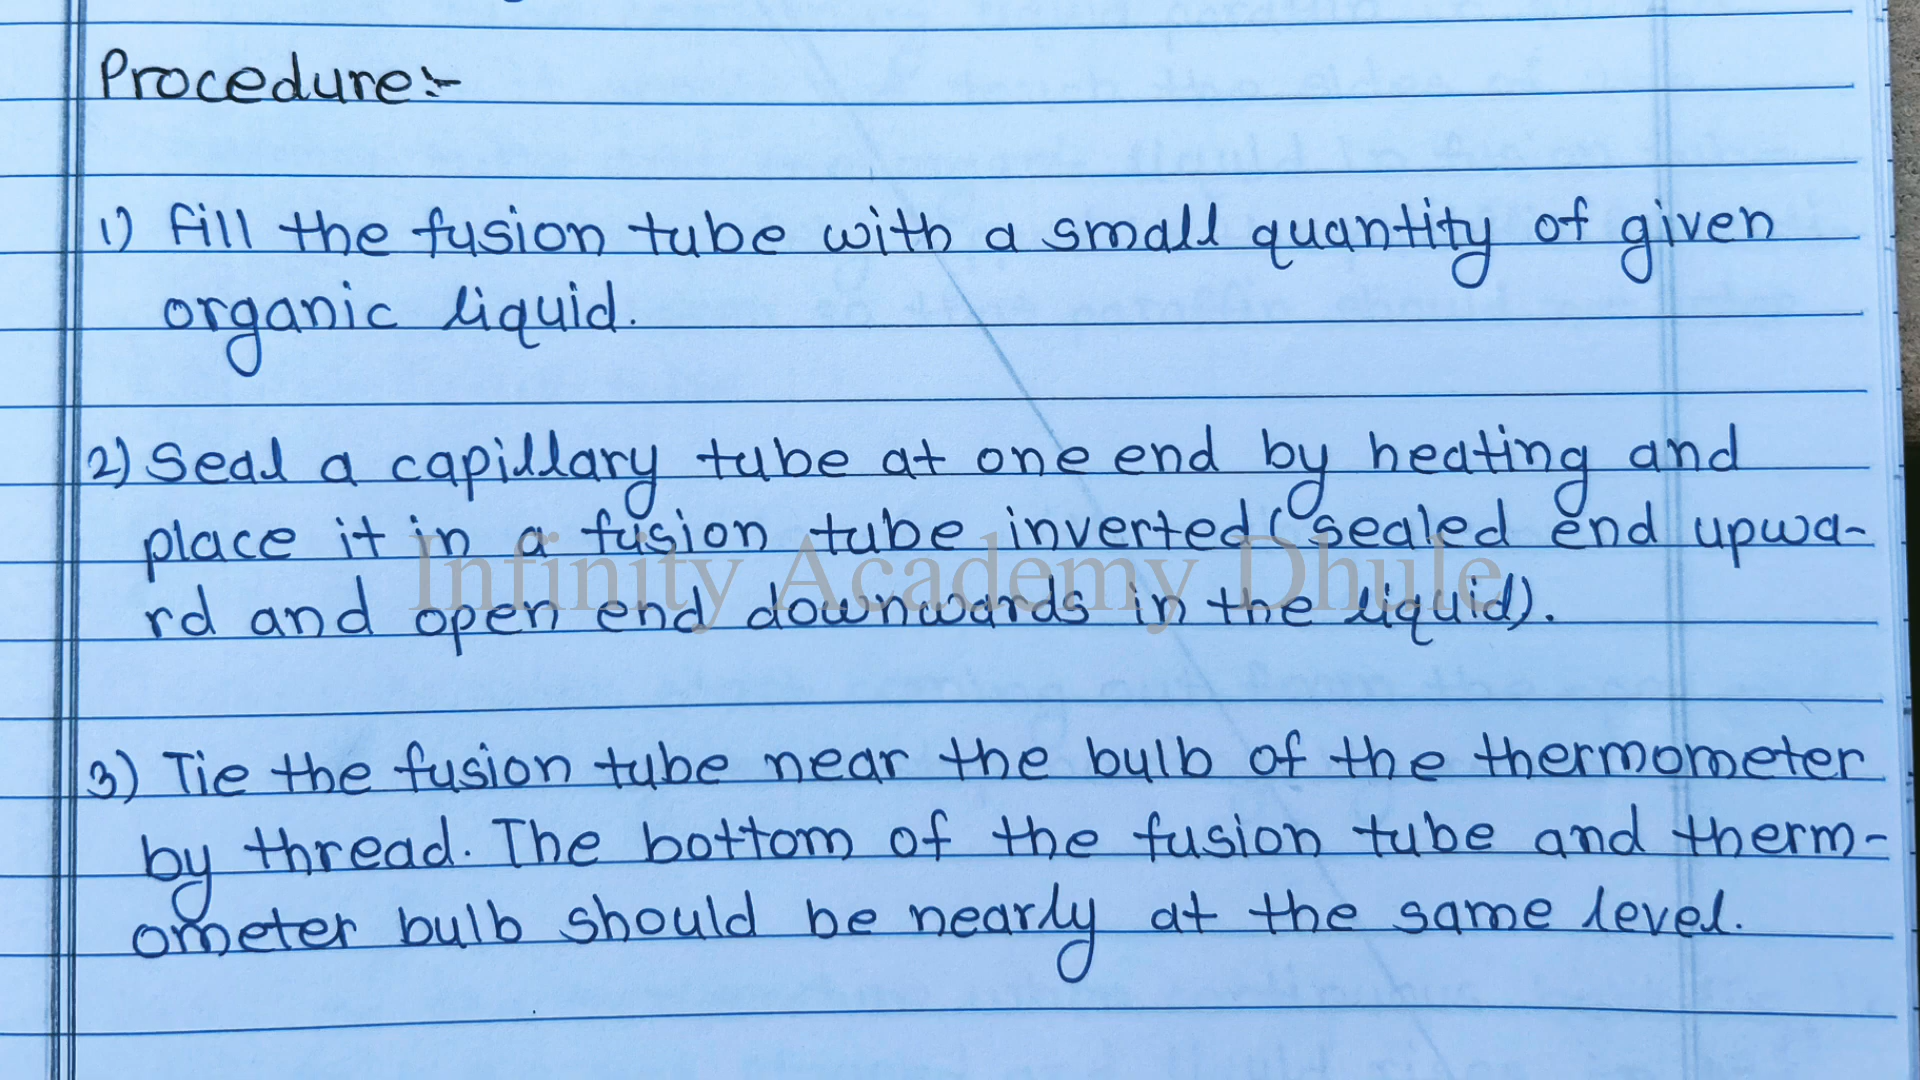 Procedure:-
1) fill the fusion tube with a small quantity of given
organic liquid.
2) Seal a capillary tube at one end by heating and
place it in a fusion tube inverted (sealed end upwa-
rd and open end downwards in the liquid).
Infinity Academy Dhule
3) Tie the fusion tube near the bulb of the thermometer
by thread. The bottom of the fusion tube and therm-
ometer bulb should be nearly at the same level.